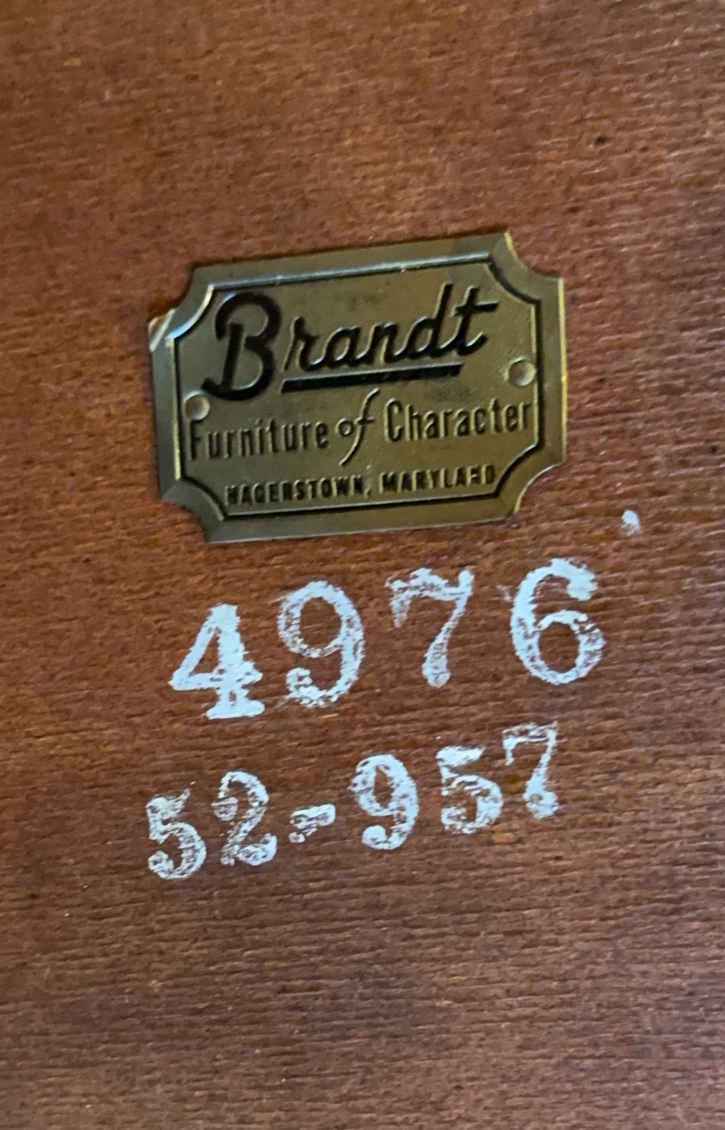 Brandt
Furniture of Character
HAGERSTOWN, MARYLAND
4976
52-957